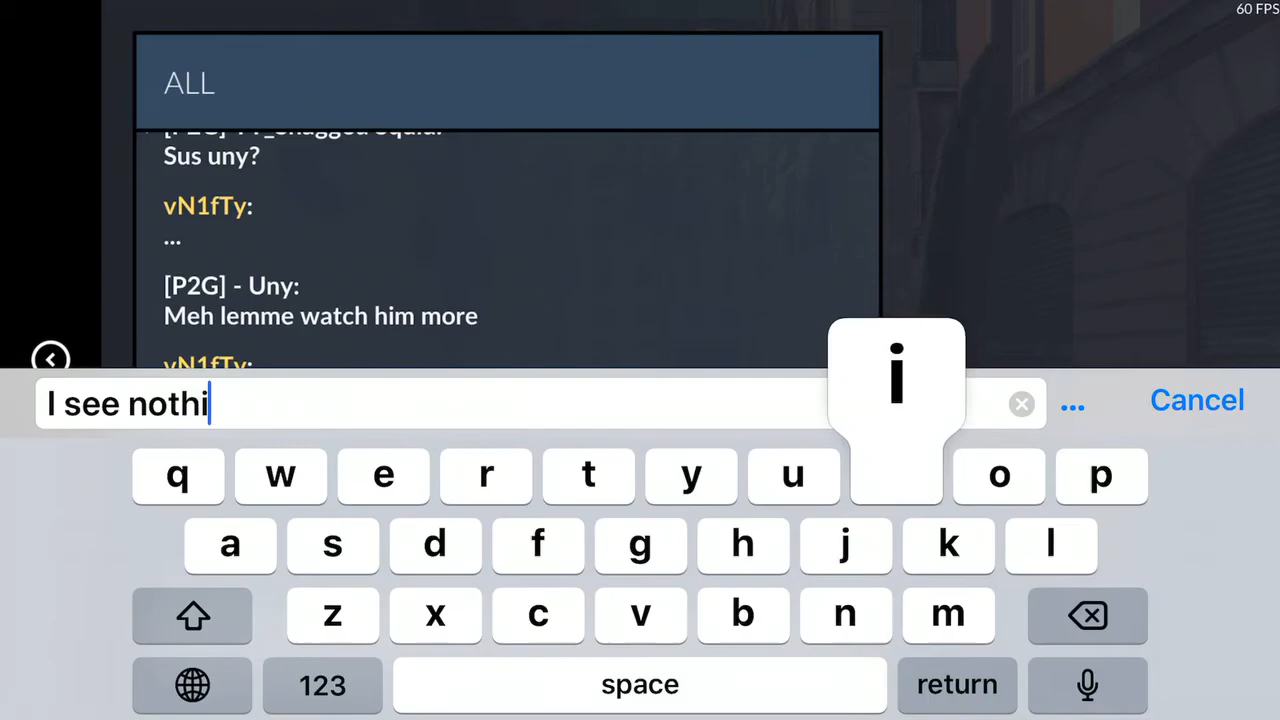 60 FPS
ALL
Sus uny?
vN1fTy:
...
[P2G] - Uny:
Meh lemme watch him more
vN1fTy:
I see nothi
i
...
Cancel
q w e r t y u o p
a s d f g h j k l
z x c v b n m
123 space return